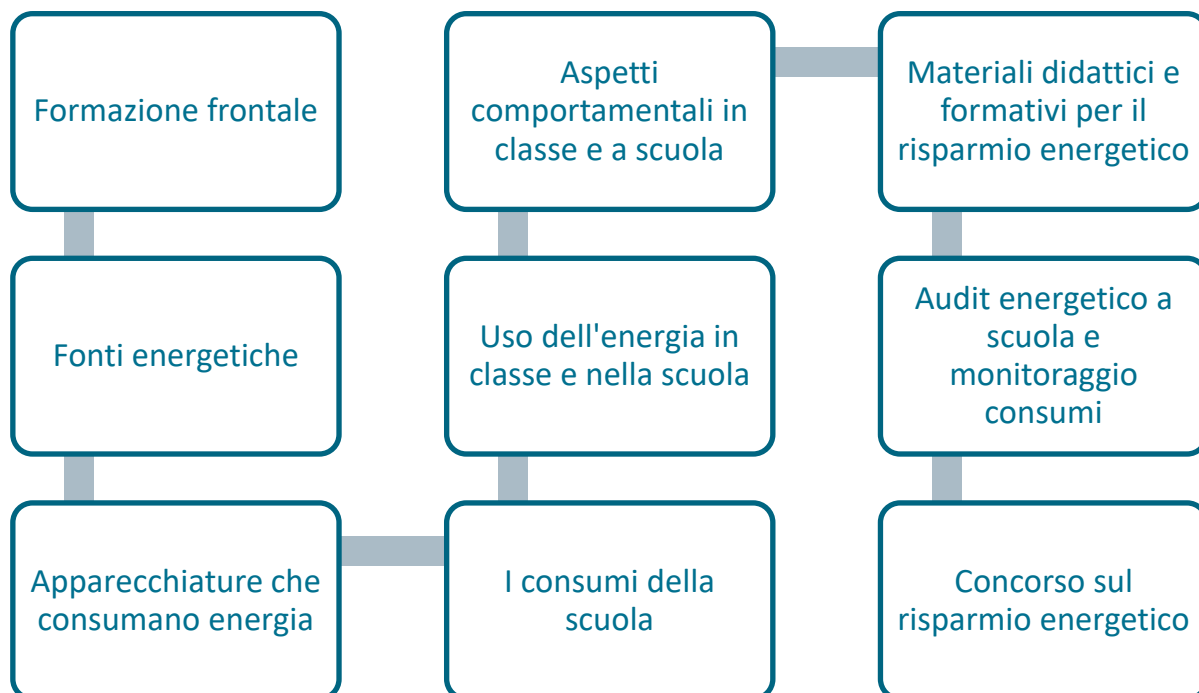 Formazione frontale
Fonti energetiche
Apparecchiature che
consumano energia
I consumi della
scuola
Uso dell'energia in
classe e nella scuola
Aspetti
comportamentali in
classe e a scuola
Materiali didattici e
formativi per il
risparmio energetico
Audit energetico a
scuola e
monitoraggio
consumi
Concorso sul
risparmio energetico